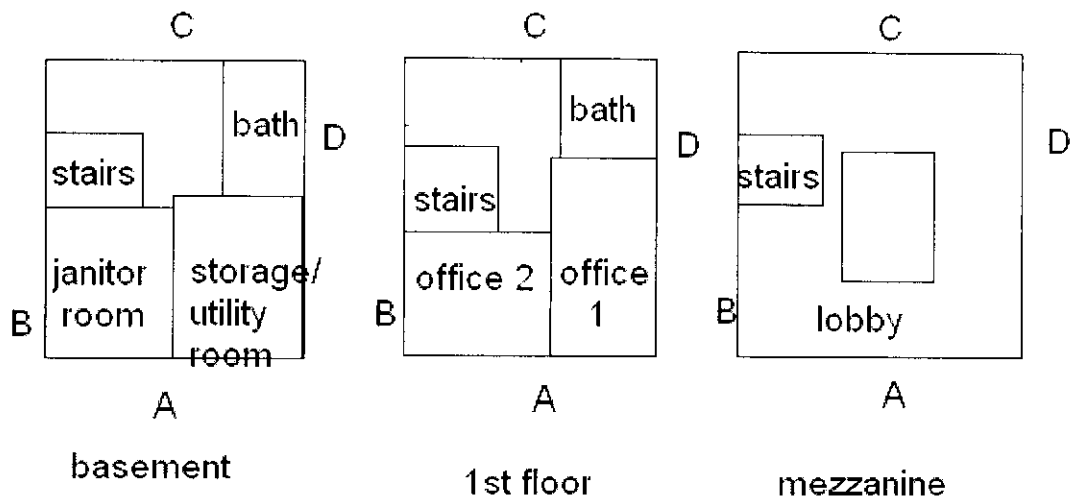 C
bath
D
stairs
janitor
room
storage/
utility
room
B
A
basement
C
bath
D
stairs
office 2
office
1
B
A
1st floor
C
D
stairs
B
lobby
A
mezzanine